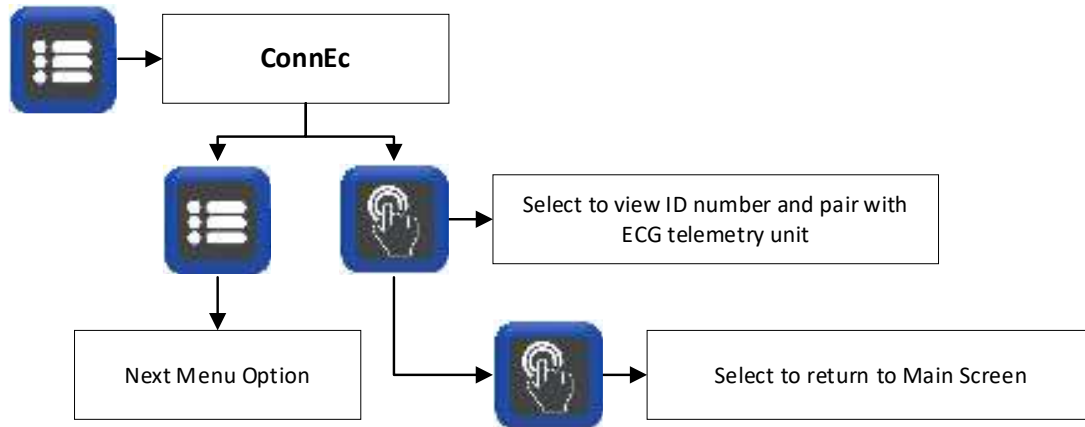 ConnEc
Select to view ID number and pair with
ECG telemetry unit
Next Menu Option
Select to return to Main Screen